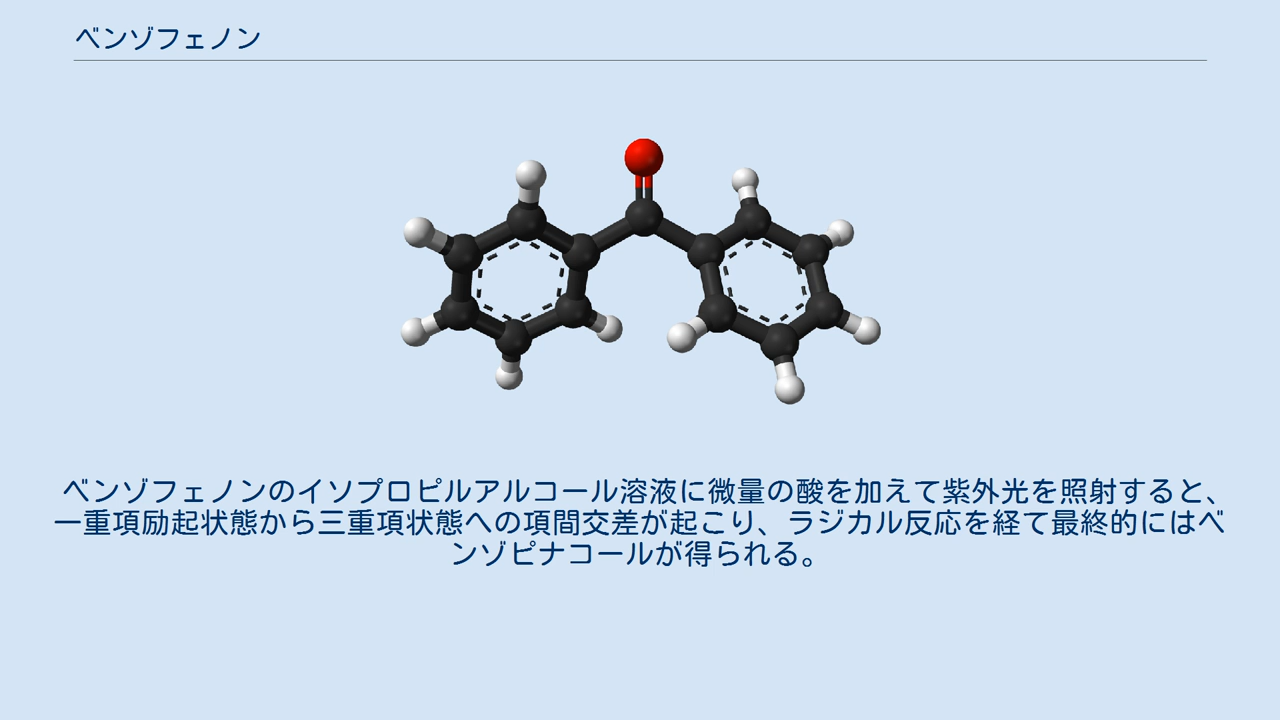 ベンゾフェノン
ベンゾフェノンのイソプロピルアルコール溶液に微量の酸を加えて紫外光を照射すると、
一重項励起状態から三重項状態への項間交差が起こり、ラジカル反応を経て最終的にはベ
ンゾピナコールが得られる。